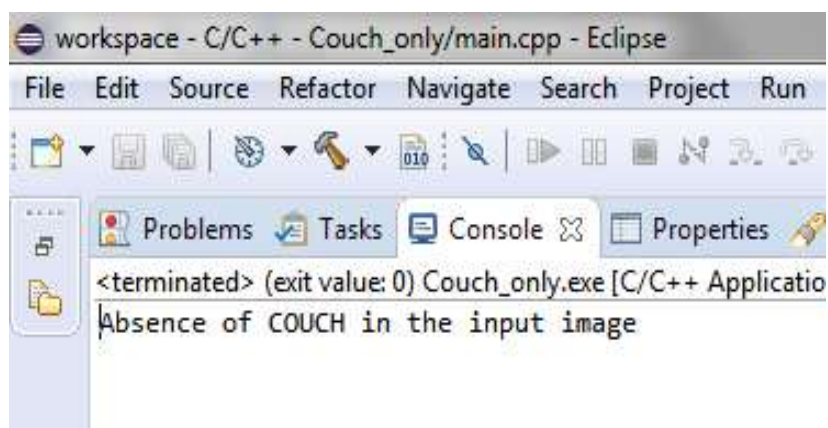 workspace - C/C++ - Couch_only/main.cpp - Eclipse
File Edit Source Refactor Navigate Search Project Run
010
Problems Tasks Console Properties
<terminated> (exit value: 0) Couch_only.exe [C/C++ Applicatio
Absence of COUCH in the input image